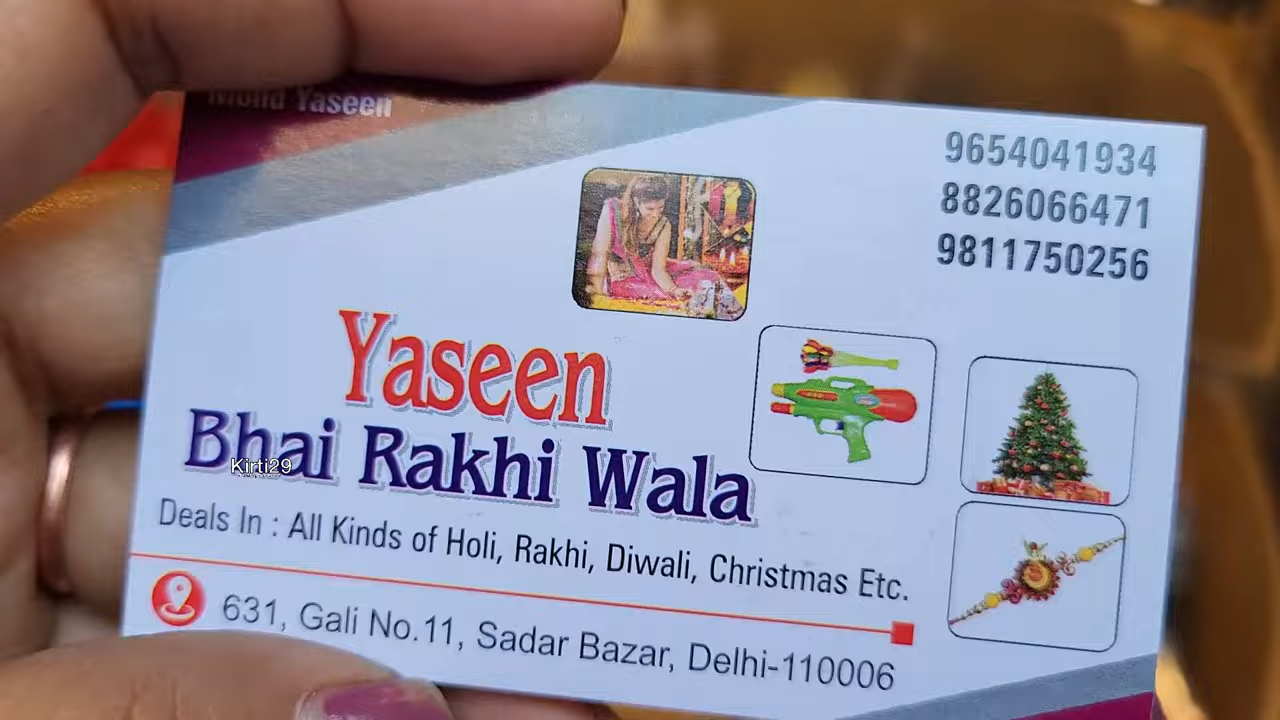 Mohd Yaseen
9654041934
8826066471
9811750256
Yaseen
Bhai Rakhi Wala
Kirti29
Deals In : All Kinds of Holi, Rakhi, Diwali, Christmas Etc.
631, Gali No.11, Sadar Bazar, Delhi-110006